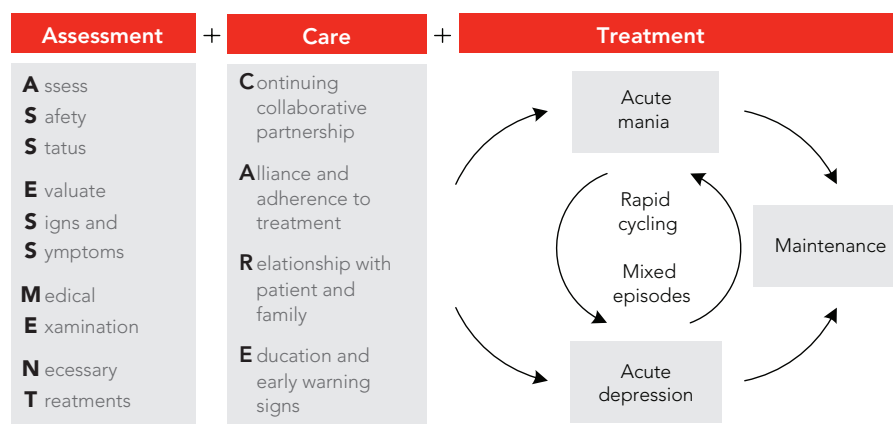 Assessment + Care + Treatment
Assess
Safety
Status
Evaluate
Signs and
Symptoms
Medical
Examination
Necessary
Treatments
Continuing
collaborative
partnership
Alliance and
adherence to
treatment
Relationship with
patient and
family
Education and
early warning
signs
Acute
mania
Rapid
cycling
Mixed
episodes
Maintenance
Acute
depression